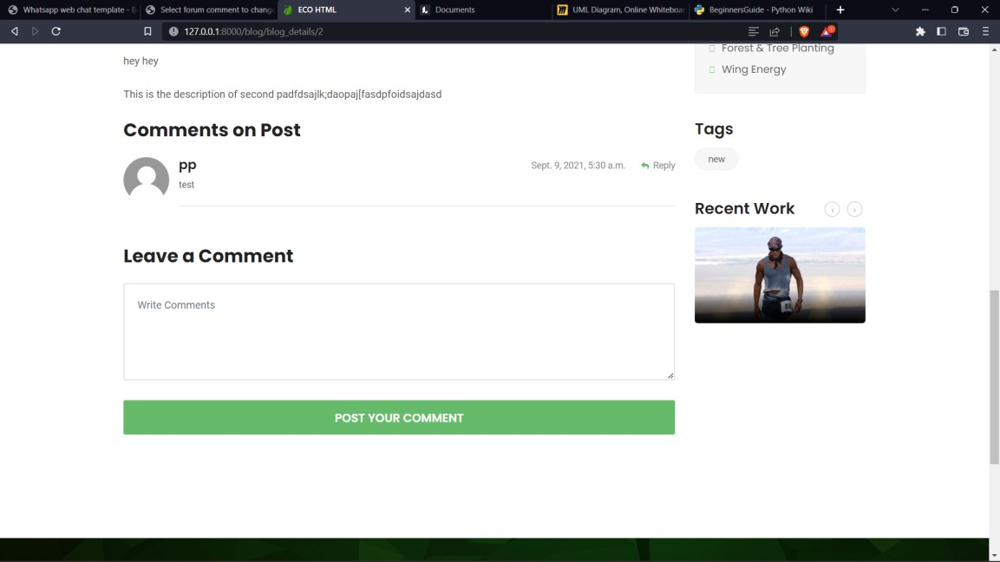 Whatsapp web chat template - B
Select forum comment to chang
ECO HTML
Documents
UML Diagram, Online Whiteboar
BeginnersGuide - Python Wiki
127.0.0.1:8000/blog/blog_details/2
1
hey hey
This is the description of second padfdsajlk;daopaj[fasdpfoidsajdasd
Comments on Post
pp
Sept. 9, 2021, 5:30 a.m.
Reply
test
Leave a Comment
Write Comments
POST YOUR COMMENT
Forest & Tree Planting
Wing Energy
Tags
new
Recent Work